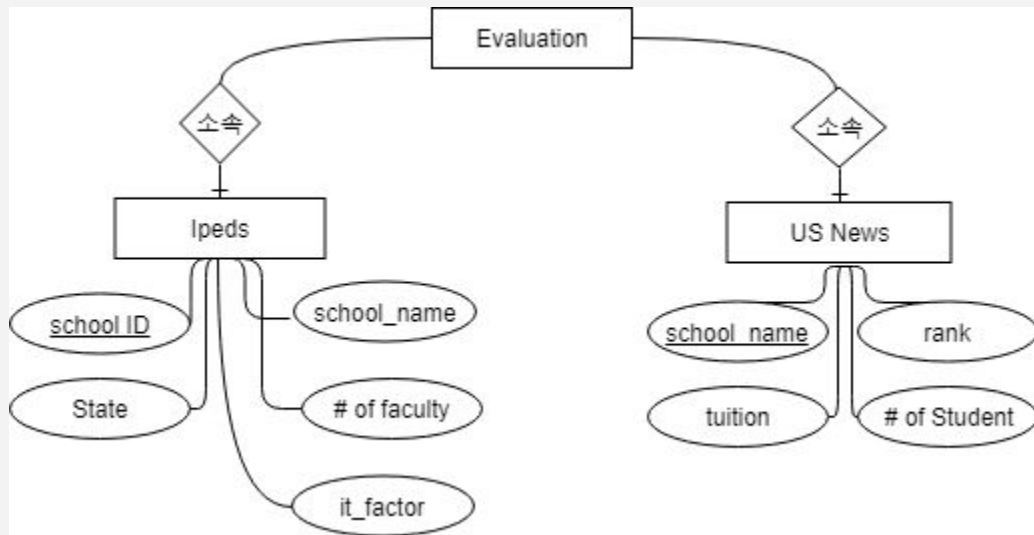 Evaluation
소속
소속
Ipeds
US News
school ID
school_name
State
# of faculty
it_factor
school_name
rank
tuition
# of Student